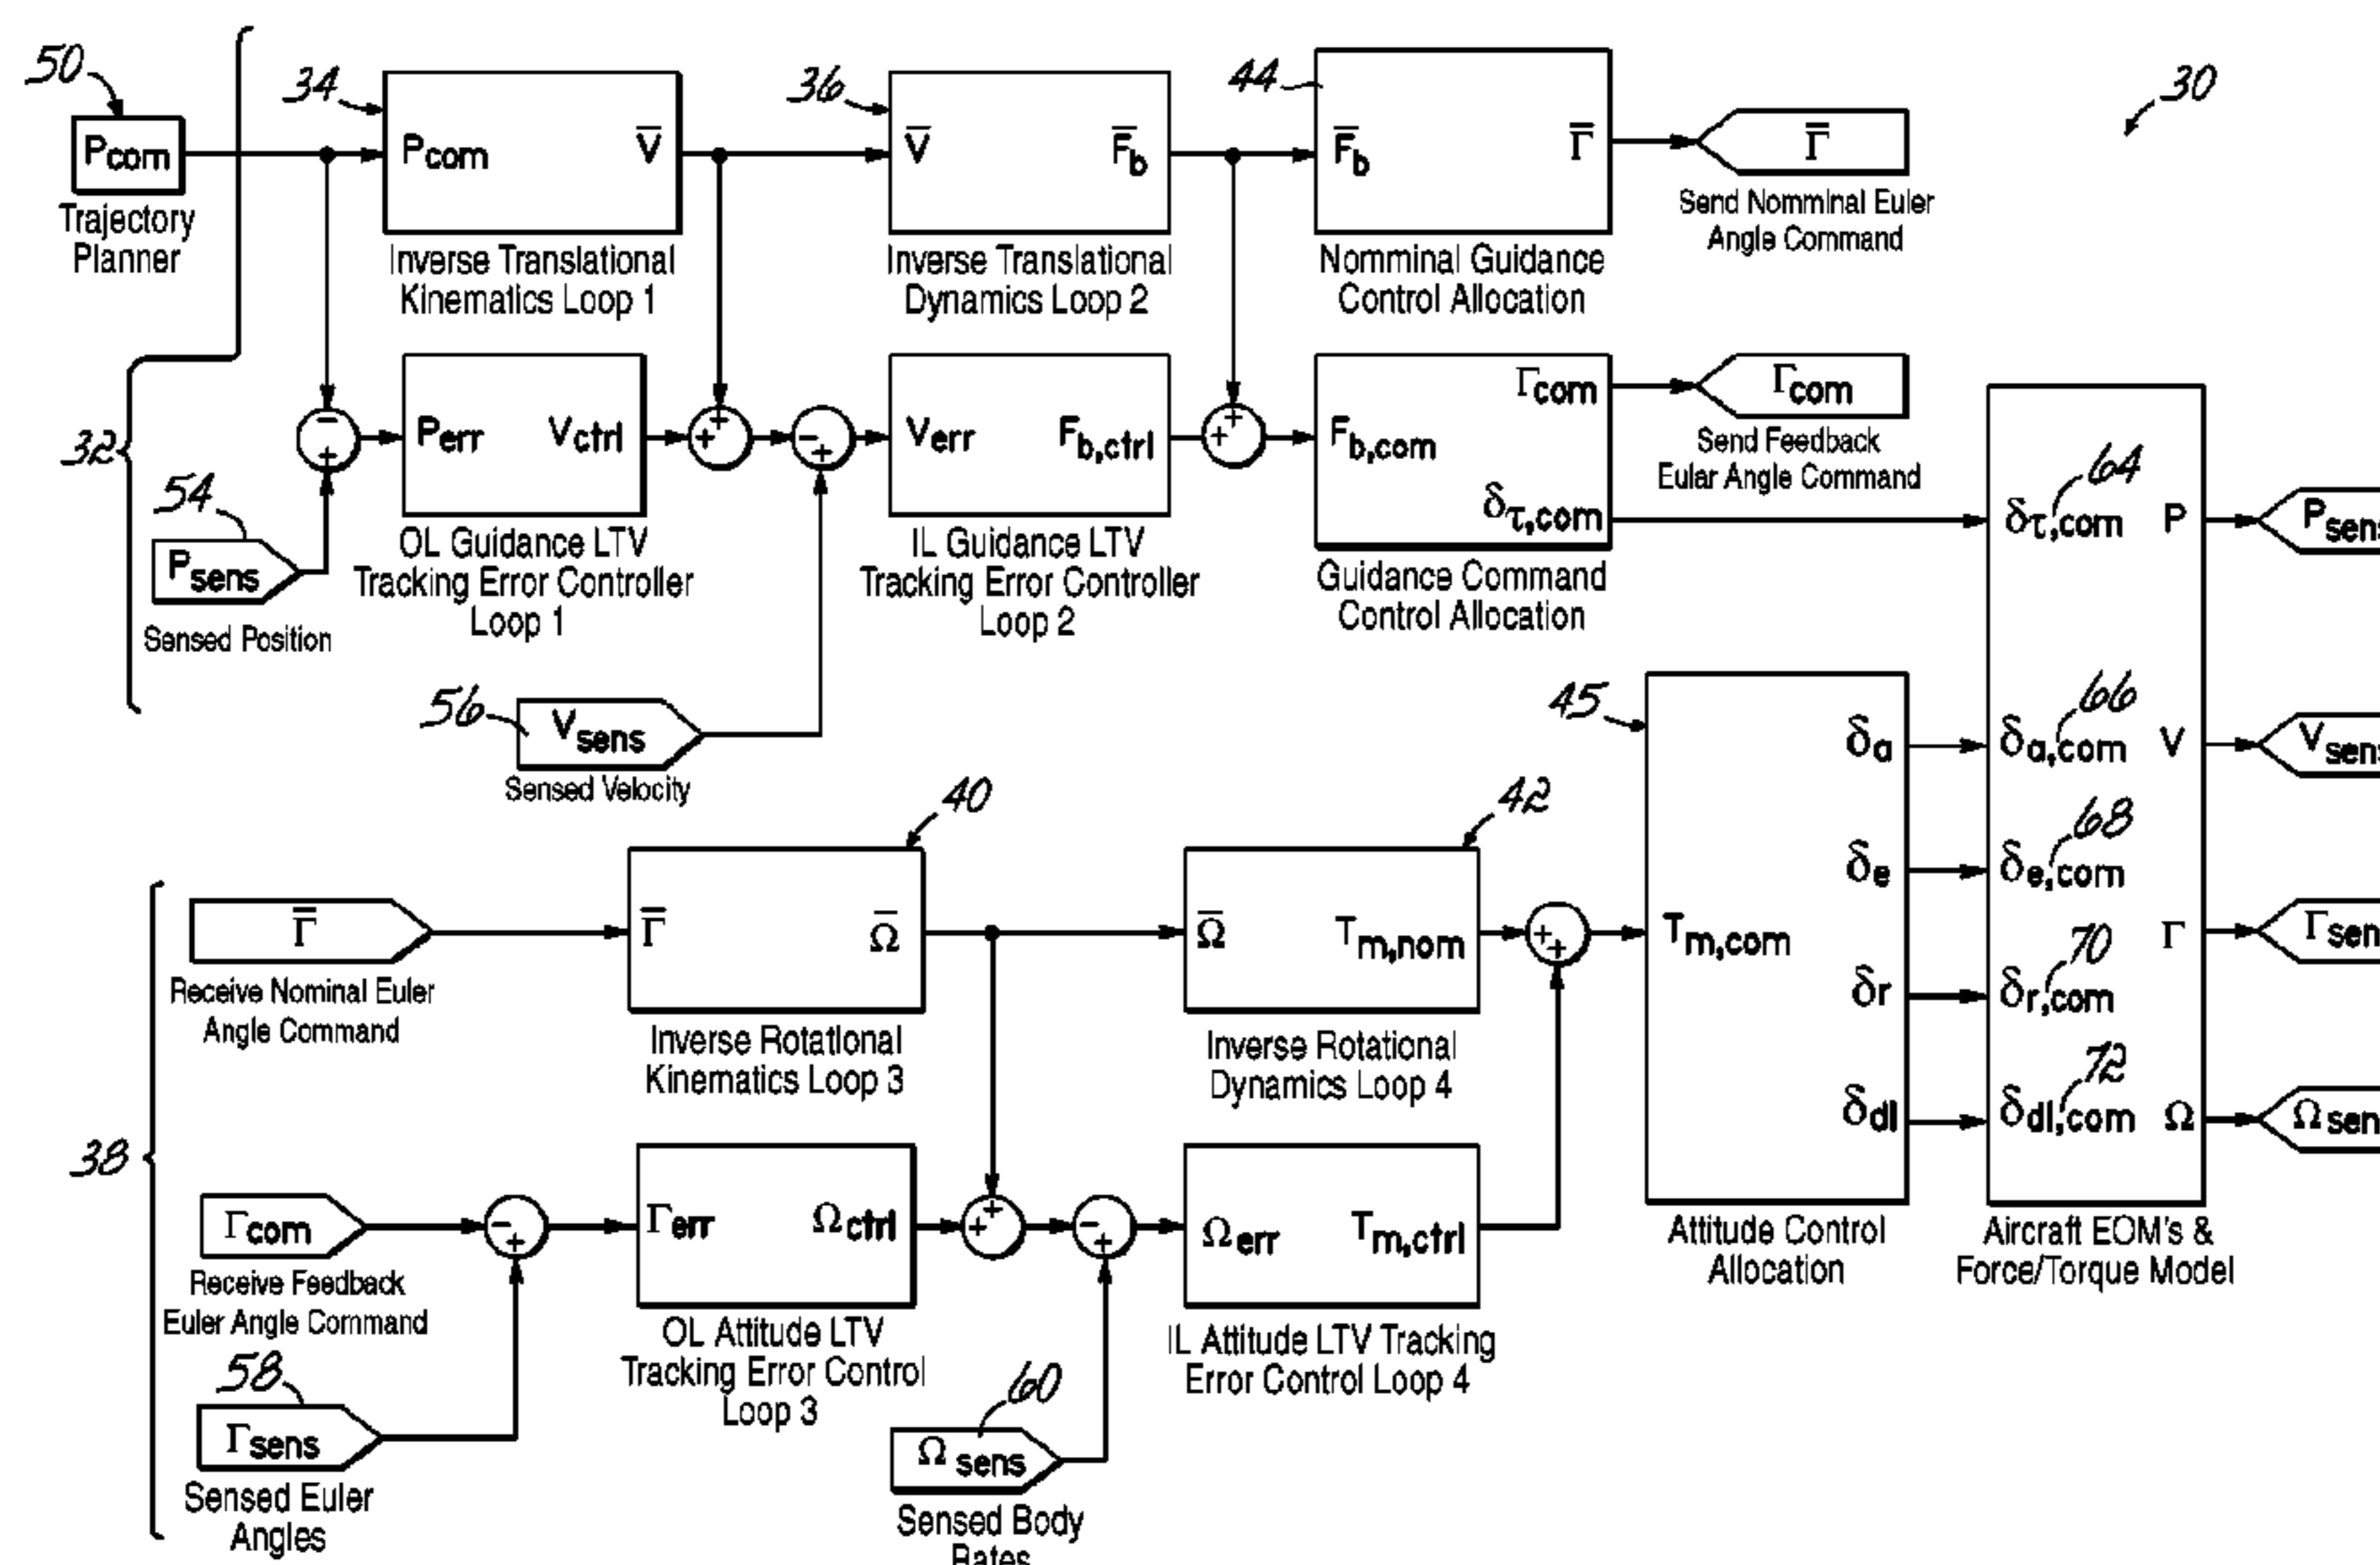 50
34
36
44
30
Pcom
Trajectory
Planner
Pcom V̅
Inverse Translational
Kinematics Loop 1
V̅ F̅b
Inverse Translational
Dynamics Loop 2
F̅b Γ̅
Nomminal Guidance
Control Allocation
Γ̅
Send Nomminal Euler
Angle Command
32
-
+
Perr Vctrl
OL Guidance LTV
Tracking Error Controller
Loop 1
+
+
-
+
Verr Fb,ctrl
IL Guidance LTV
Tracking Error Controller
Loop 2
+
+
Fb,com Γcom
δτ,com
Guidance Command
Control Allocation
Γcom
Send Feedback
Eular Angle Command
54
Psens
Sensed Position
56
Vsens
Sensed Velocity
64
δτ,com P
Psens
66
δa,com V
Vsens
68
δe,com
70
δr,com Γ
Γsen
72
δdl,com Ω
Ωsen
Aircraft EOM's &
Force/Torque Model
45
Tm,com
δa
δe
δr
δdl
Attitude Control
Allocation
38
Γ̅
Receive Nominal Euler
Angle Command
40
Γ̅ Ω̅
Inverse Rotational
Kinematics Loop 3
42
Ω̅ Tm,nom
Inverse Rotational
Dynamics Loop 4
+
+
Γcom
Receive Feedback
Euler Angle Command
-
+
Γerr Ωctrl
OL Attitude LTV
Tracking Error Control
Loop 3
+
+
-
+
Ωerr Tm,ctrl
IL Attitude LTV Tracking
Error Control Loop 4
58
Γsens
Sensed Euler
Angles
60
Ωsens
Sensed Body
Rates